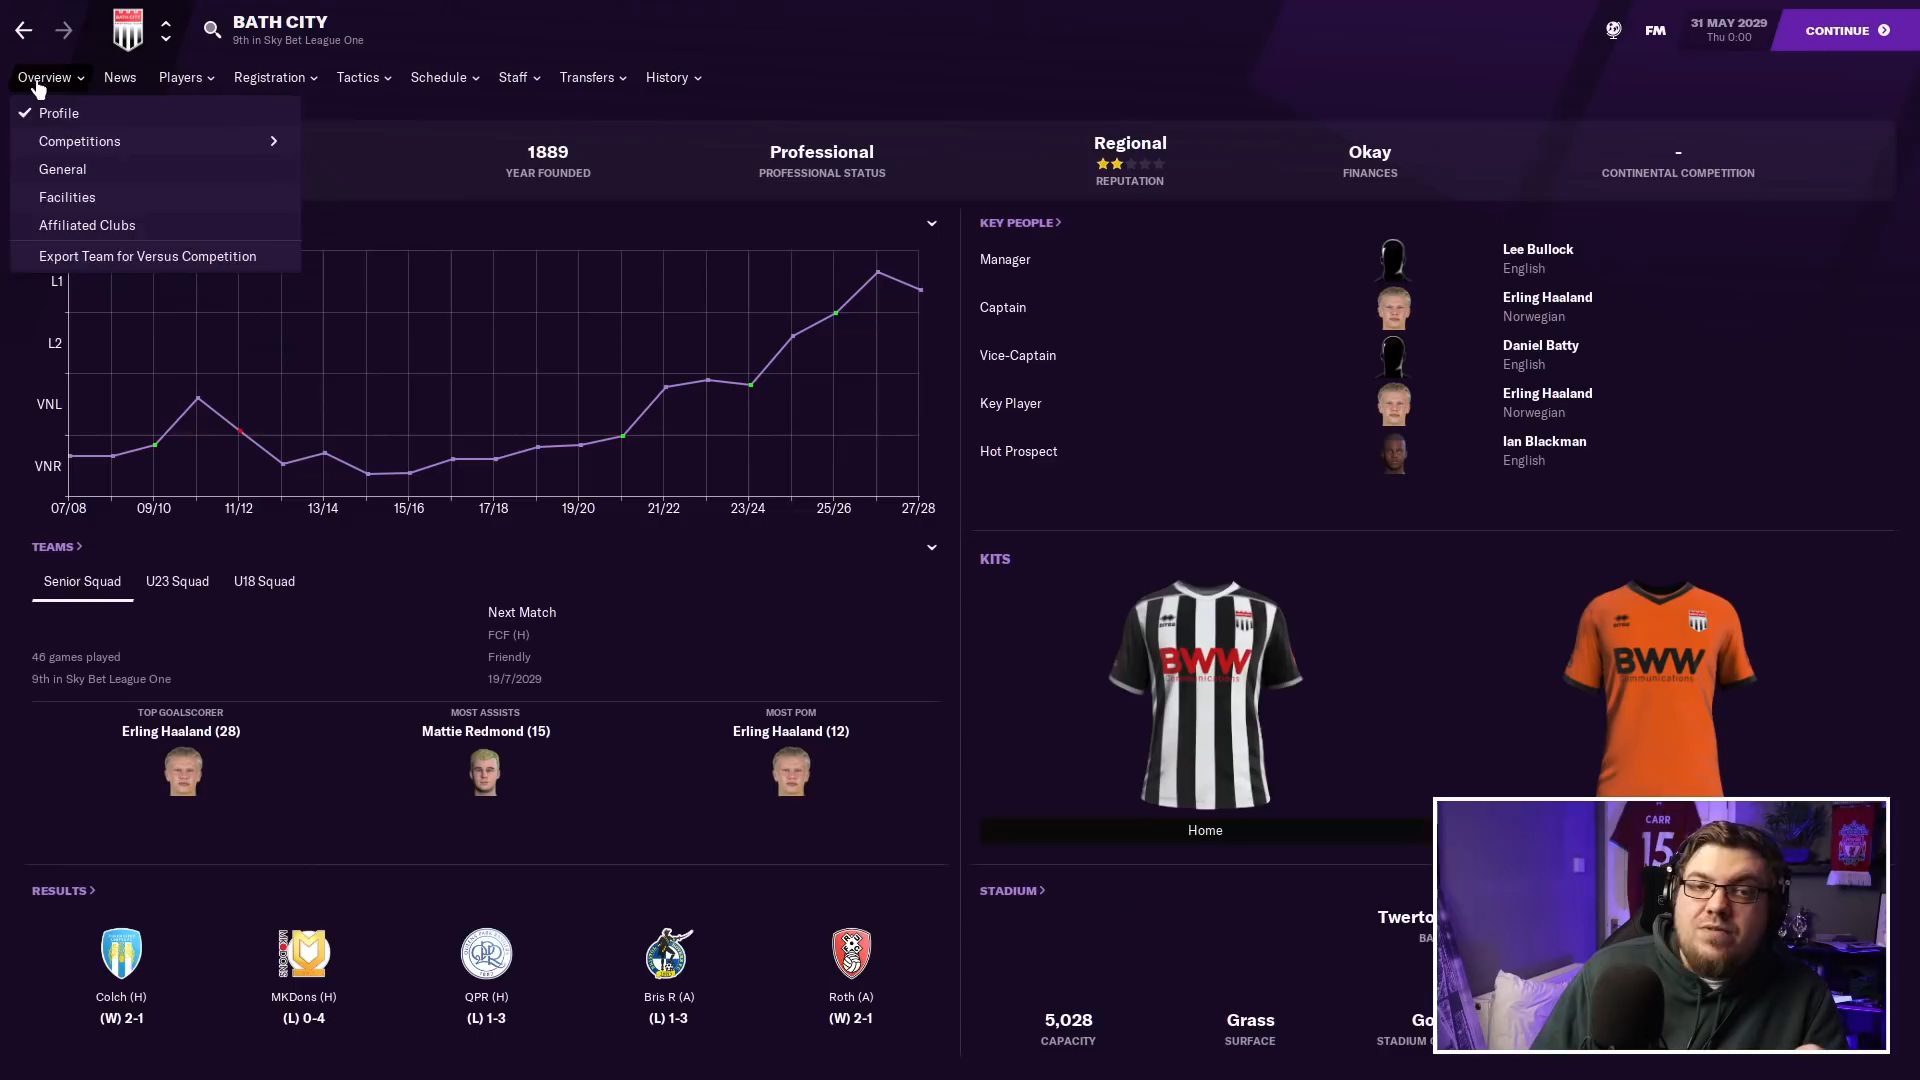 BATH CITY
9th in Sky Bet League One
FM
31 MAY 2029
Thu 0:00
CONTINUE
Overview
News
Players
Registration
Tactics
Schedule
Staff
Transfers
History
Profile
Competitions
General
Facilities
Affiliated Clubs
Export Team for Versus Competition
1889
YEAR FOUNDED
Professional
PROFESSIONAL STATUS
Regional
REPUTATION
Okay
FINANCES
-
CONTINENTAL COMPETITION
L1
L2
VNL
VNR
07/08 09/10 11/12 13/14 15/16 17/18 19/20 21/22 23/24 25/26 27/28
KEY PEOPLE
Manager
Lee Bullock
English
Captain
Erling Haaland
Norwegian
Vice-Captain
Daniel Batty
English
Key Player
Erling Haaland
Norwegian
Hot Prospect
Ian Blackman
English
TEAMS
Senior Squad
U23 Squad
U18 Squad
46 games played
9th in Sky Bet League One
Next Match
FCF (H)
Friendly
19/7/2029
TOP GOALSCORER
Erling Haaland (28)
MOST ASSISTS
Mattie Redmond (15)
MOST POM
Erling Haaland (12)
KITS
BWW
Communications
BWW
Communications
Home
RESULTS
Colch (H)
(W) 2-1
MKDons (H)
(L) 0-4
QPR (H)
(L) 1-3
Bris R (A)
(L) 1-3
Roth (A)
(W) 2-1
STADIUM
Twerto
BA
5,028
CAPACITY
Grass
SURFACE
Go
STADIUM
CARR
15